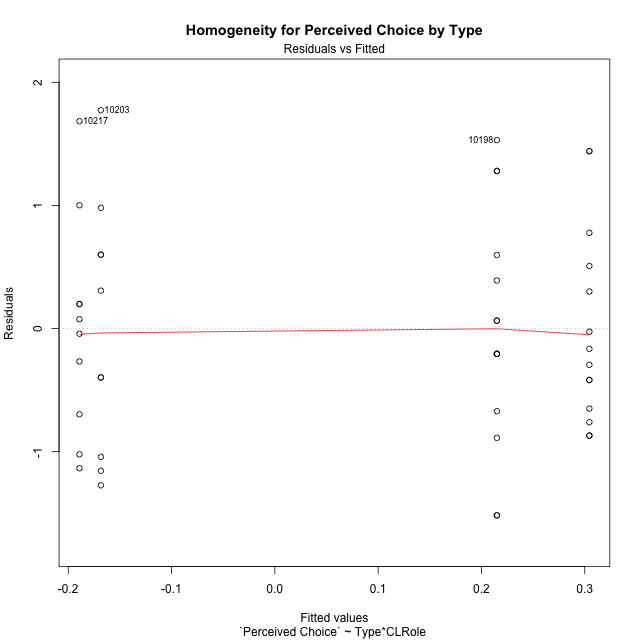 Homogeneity for Perceived Choice by Type
Residuals vs Fitted
2
1
0
-1
Residuals
10203
10217
10198
-0.2 -0.1 0.0 0.1 0.2 0.3
Fitted values
`Perceived Choice` ~ Type*CLRole